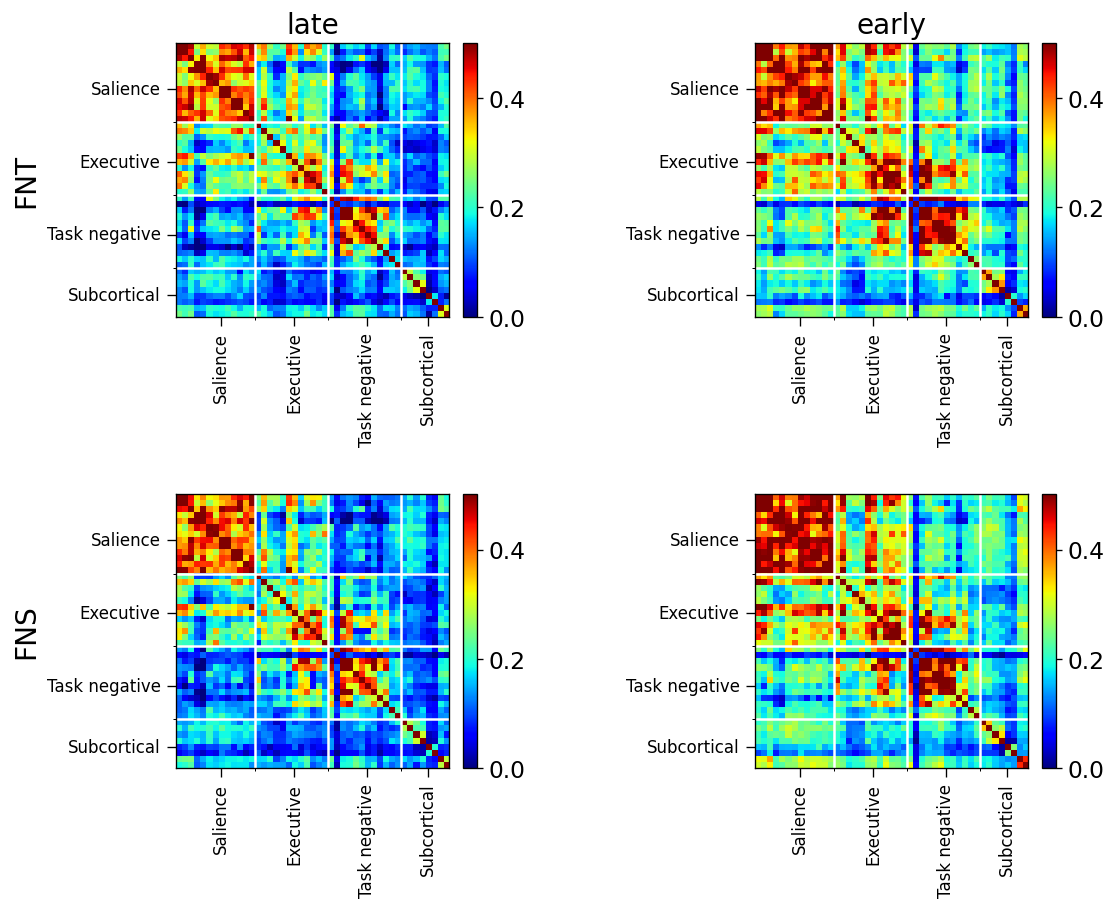 late
early
FNT
Salience
Executive
Task negative
Subcortical
0.4
0.2
0.0
Salience
Executive
Task negative
Subcortical
Salience
Executive
Task negative
Subcortical
0.4
0.2
0.0
Salience
Executive
Task negative
Subcortical
FNS
Salience
Executive
Task negative
Subcortical
0.4
0.2
0.0
Salience
Executive
Task negative
Subcortical
Salience
Executive
Task negative
Subcortical
0.4
0.2
0.0
Salience
Executive
Task negative
Subcortical